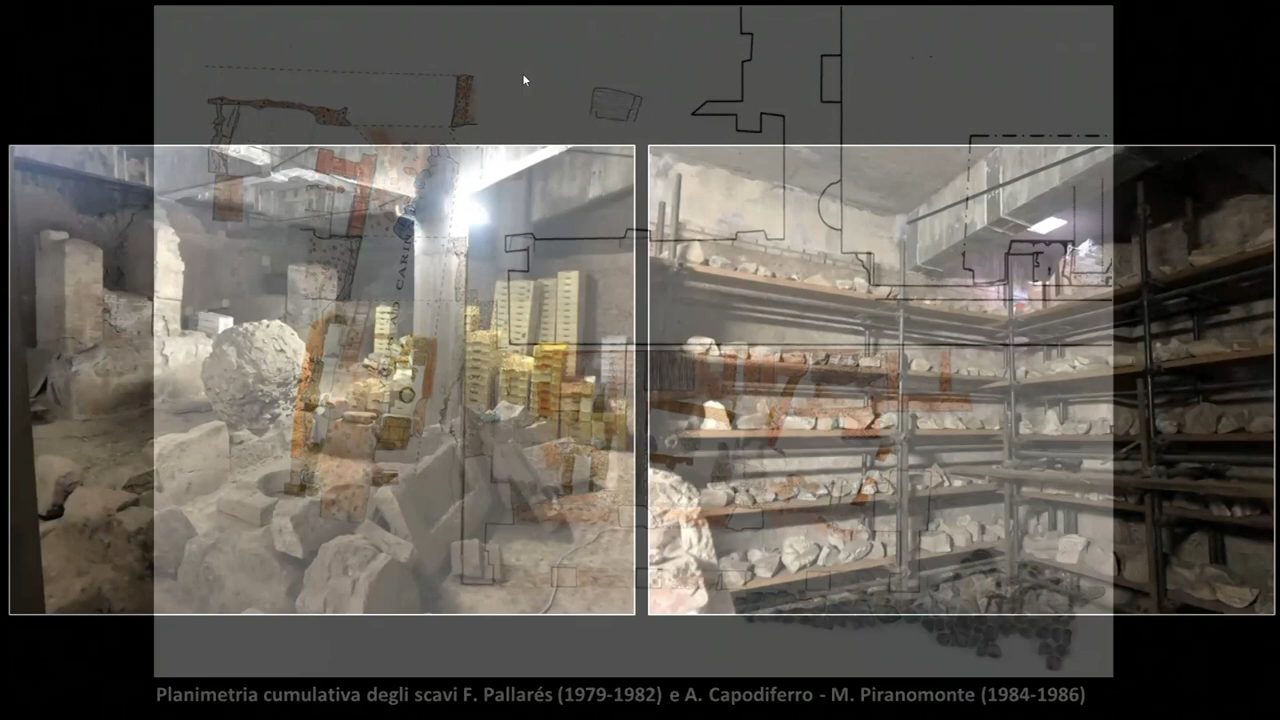 Planimetria cumulativa degli scavi F. Pallarés (1979-1982) e A. Capodiferro - M. Piranomonte (1984-1986)